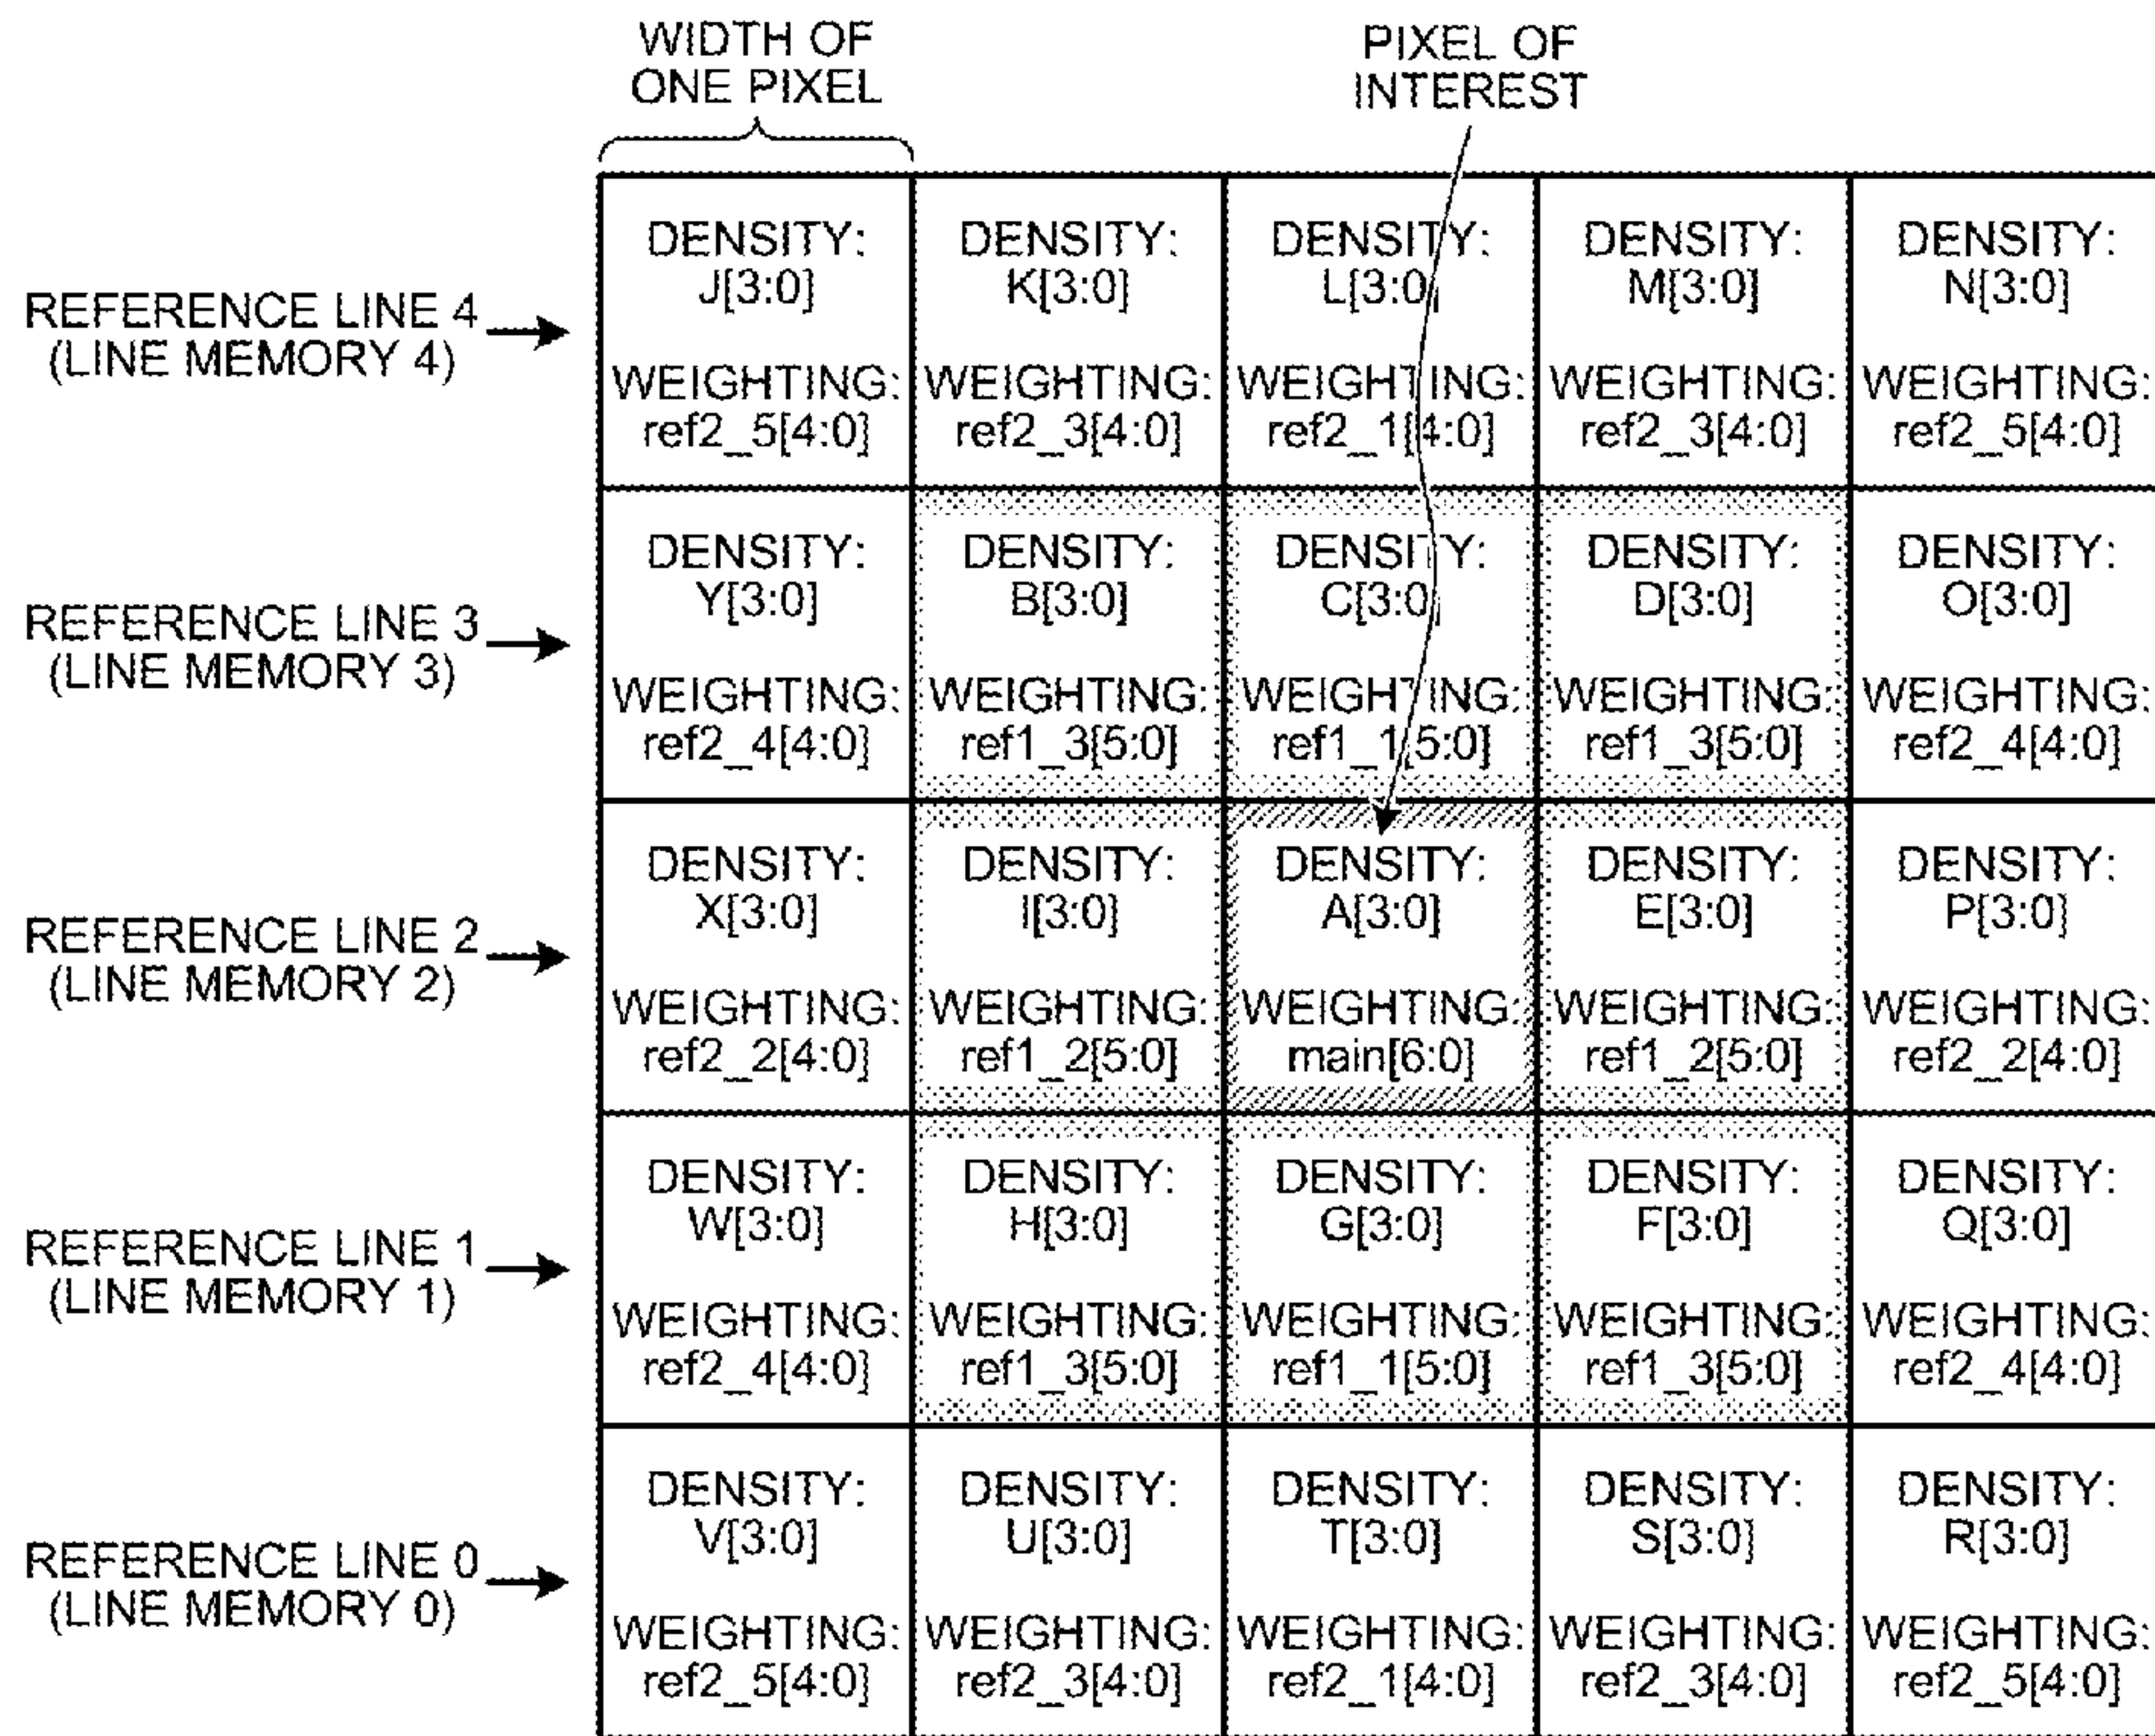 WIDTH OF
ONE PIXEL
PIXEL OF
INTEREST
REFERENCE LINE 4
(LINE MEMORY 4)
DENSITY: DENSITY: DENSITY: DENSITY: DENSITY:
J[3:0] K[3:0] L[3:0] M[3:0] N[3:0]
WEIGHTING: WEIGHTING: WEIGHTING: WEIGHTING: WEIGHTING:
ref2_5[4:0] ref2_3[4:0] ref2_1[4:0] ref2_3[4:0] ref2_5[4:0]
REFERENCE LINE 3
(LINE MEMORY 3)
DENSITY: DENSITY: DENSITY: DENSITY: DENSITY:
Y[3:0] B[3:0] C[3:0] D[3:0] O[3:0]
WEIGHTING: WEIGHTING: WEIGHTING: WEIGHTING: WEIGHTING:
ref2_4[4:0] ref1_3[5:0] ref1_1[5:0] ref1_3[5:0] ref2_4[4:0]
REFERENCE LINE 2
(LINE MEMORY 2)
DENSITY: DENSITY: DENSITY: DENSITY: DENSITY:
X[3:0] I[3:0] A[3:0] E[3:0] P[3:0]
WEIGHTING: WEIGHTING: WEIGHTING: WEIGHTING: WEIGHTING:
ref2_2[4:0] ref1_2[5:0] main[6:0] ref1_2[5:0] ref2_2[4:0]
REFERENCE LINE 1
(LINE MEMORY 1)
DENSITY: DENSITY: DENSITY: DENSITY: DENSITY:
W[3:0] H[3:0] G[3:0] F[3:0] Q[3:0]
WEIGHTING: WEIGHTING: WEIGHTING: WEIGHTING: WEIGHTING:
ref2_4[4:0] ref1_3[5:0] ref1_1[5:0] ref1_3[5:0] ref2_4[4:0]
REFERENCE LINE 0
(LINE MEMORY 0)
DENSITY: DENSITY: DENSITY: DENSITY: DENSITY:
V[3:0] U[3:0] T[3:0] S[3:0] R[3:0]
WEIGHTING: WEIGHTING: WEIGHTING: WEIGHTING: WEIGHTING:
ref2_5[4:0] ref2_3[4:0] ref2_1[4:0] ref2_3[4:0] ref2_5[4:0]